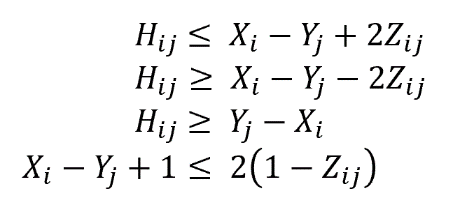 H_{ij} ≤ X_i − Y_j + 2Z_{ij}
H_{ij} ≥ X_i − Y_j − 2Z_{ij}
H_{ij} ≥ Y_j − X_i
X_i − Y_j + 1 ≤ 2(1 − Z_{ij})